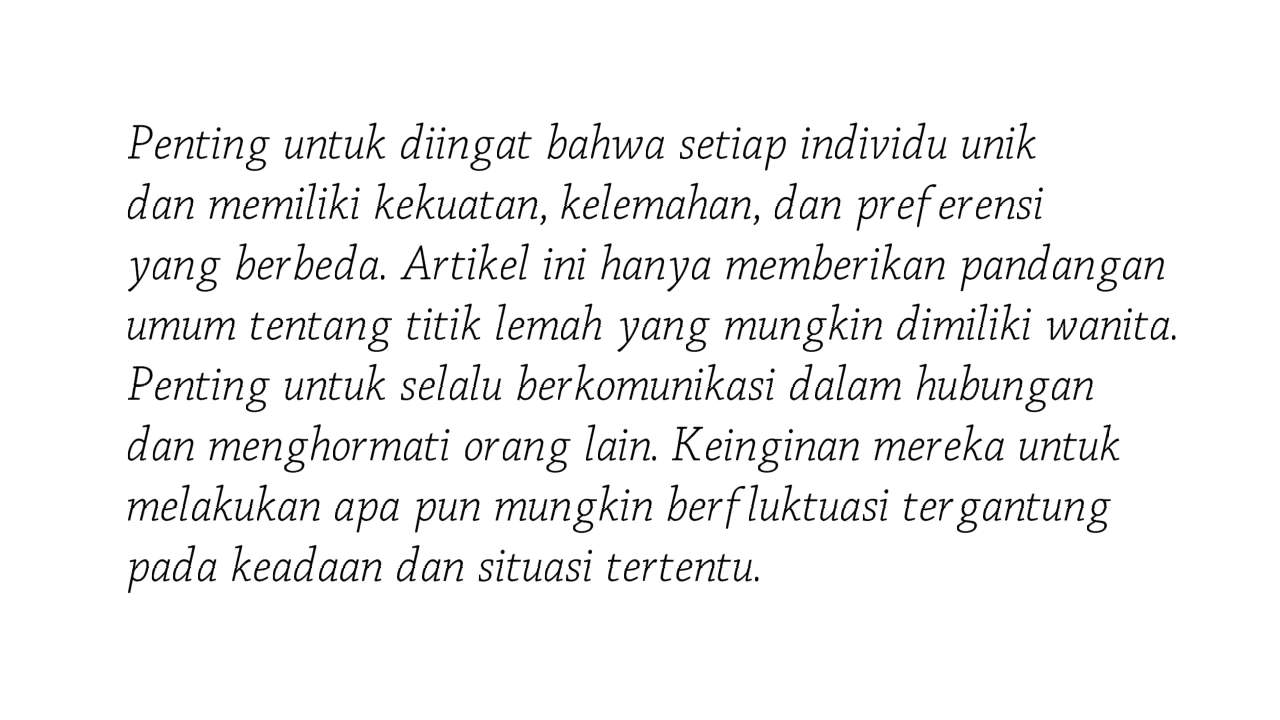 Penting untuk diingat bahwa setiap individu unik
dan memiliki kekuatan, kelemahan, dan preferensi
yang berbeda. Artikel ini hanya memberikan pandangan
umum tentang titik lemah yang mungkin dimiliki wanita.
Penting untuk selalu berkomunikasi dalam hubungan
dan menghormati orang lain. Keinginan mereka untuk
melakukan apa pun mungkin berfluktuasi tergantung
pada keadaan dan situasi tertentu.